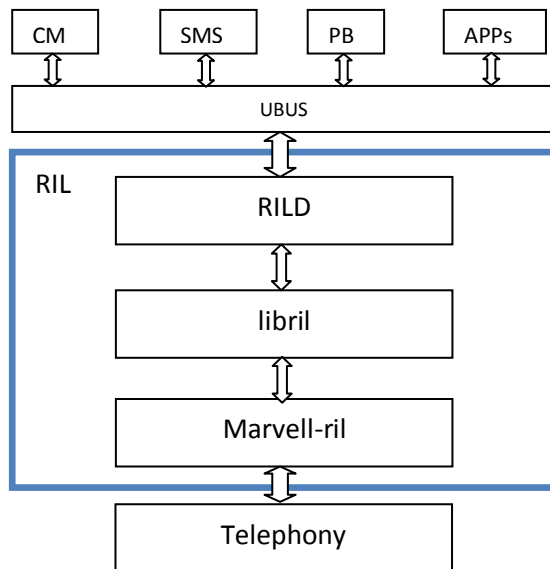 CM
SMS
PB
APPs
UBUS
RIL
RILD
libril
Marvell-ril
Telephony